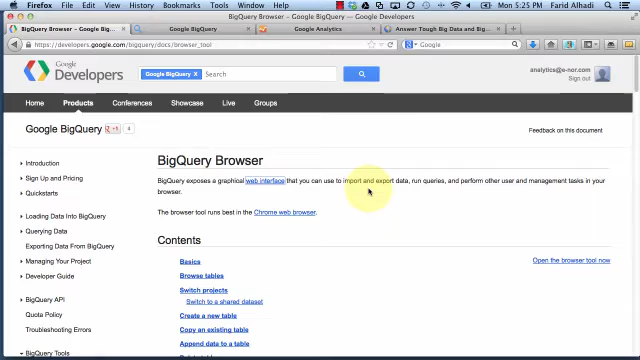 Firefox File Edit View History Bookmarks Tools Window Help Mon 5:25 PM Farid Alhadi
BigQuery Browser – Google BigQuery — Google Developers
BigQuery Browser – Google Big... Google BigQuery Google Analytics Answer Tough Big Data and Big...
https://developers.google.com/bigquery/docs/browser_tool
Google
Google
Developers
Google BigQuery X Search
analytics@e-nor.com
Sign out
Home Products Conferences Showcase Live Groups
Google BigQuery +1 4
Feedback on this document
Introduction
Sign Up and Pricing
Quickstarts
Loading Data Into BigQuery
Querying Data
Exporting Data From BigQuery
Managing Your Project
Developer Guide
BigQuery API
Quota Policy
Troubleshooting Errors
BigQuery Tools
BigQuery Browser
BigQuery exposes a graphical web interface that you can use to import and export data, run queries, and perform other user and management tasks in your
browser.
The browser tool runs best in the Chrome web browser.
Contents
Open the browser tool now
Basics
Browse tables
Switch projects
Switch to a shared dataset
Create a new table
Copy an existing table
Append data to a table